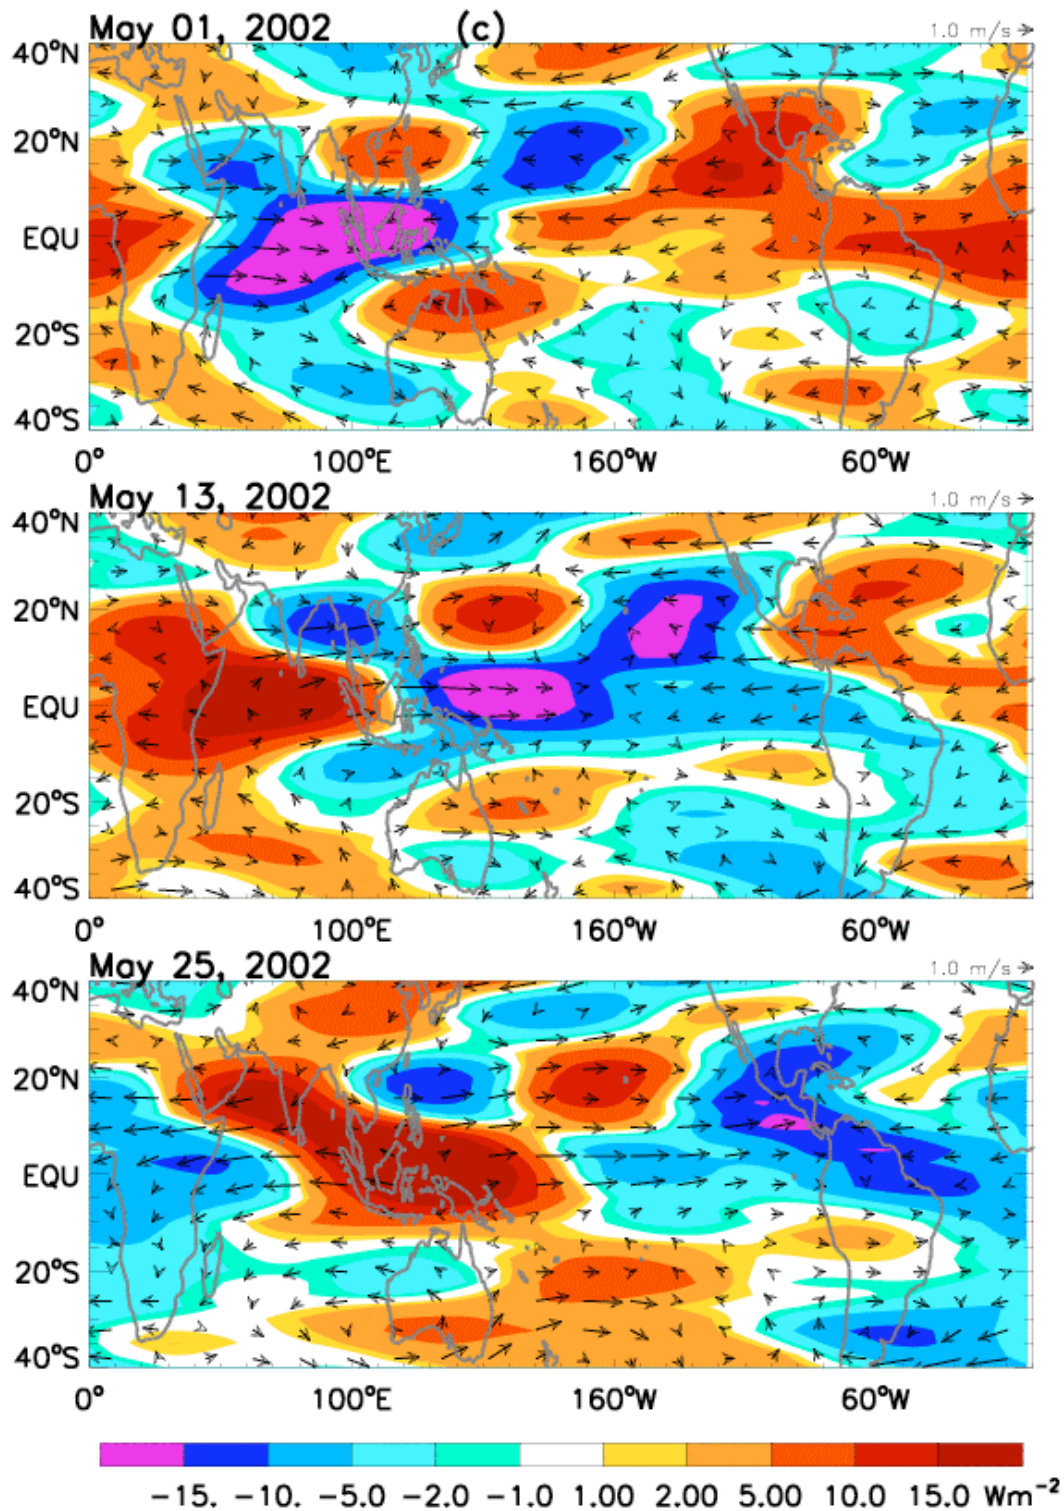 May 01, 2002 (c) 1.0 m/s
40°N
20°N
EQU
20°S
40°S
0° 100°E 160°W 60°W
May 13, 2002 1.0 m/s
40°N
20°N
EQU
20°S
40°S
0° 100°E 160°W 60°W
May 25, 2002 1.0 m/s
40°N
20°N
EQU
20°S
40°S
0° 100°E 160°W 60°W
-15. -10. -5.0 -2.0 -1.0 1.00 2.00 5.00 10.0 15.0 Wm⁻²